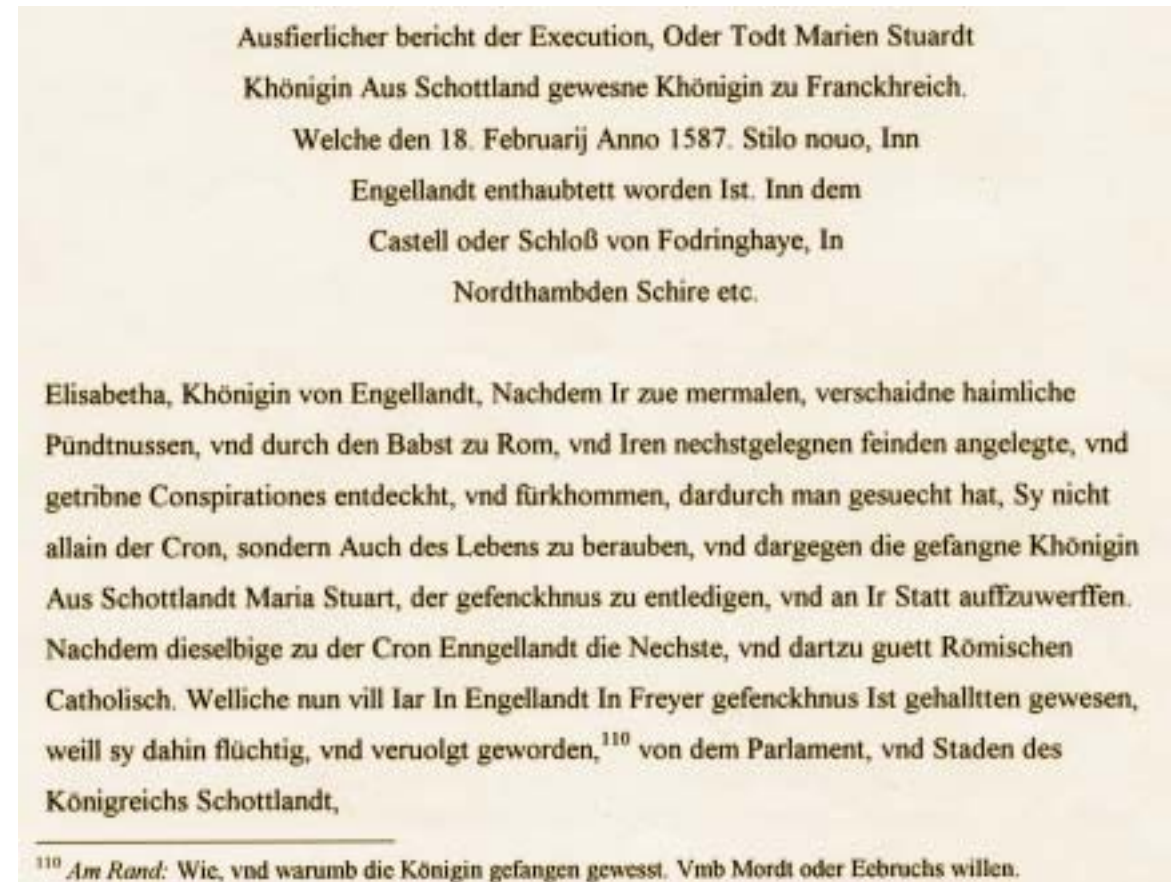 Ausfierlicher bericht der Execution, Oder Todt Marien Stuardt
Khönigin Aus Schottland gewesne Khönigin zu Franckhreich.
Welche den 18. Februarij Anno 1587. Stilo nouo, Inn
Engellandt enthaubtett worden Ist. Inn dem
Castell oder Schloß von Fodringhaye, In
Nordthambden Schire etc.
Elisabetha, Khönigin von Engellandt, Nachdem Ir zue mermalen, verschaidne haimliche
Pündtnussen, vnd durch den Babst zu Rom, vnd Iren nechstgelegnen feinden angelegte, vnd
getribne Conspirationes entdeckht, vnd fürkhommen, dardurch man gesuecht hat, Sy nicht
allain der Cron, sondern Auch des Lebens zu berauben, vnd dargegen die gefangne Khönigin
Aus Schottlandt Maria Stuart, der gefenckhnus zu entledigen, vnd an Ir Statt auffzuwerffen.
Nachdem dieselbige zu der Cron Enngellandt die Nechste, vnd dartzu guett Römischen
Catholisch. Welliche nun vill Iar In Engellandt In Freyer gefenckhnus Ist gehalltten gewesen,
weill sy dahin flüchtig, vnd veruolgt geworden,¹¹⁰ von dem Parlament, vnd Staden des
Königreichs Schottlandt,
¹¹⁰ Am Rand: Wie, vnd warumb die Königin gefangen gewesst. Vmb Mordt oder Eebruchs willen.